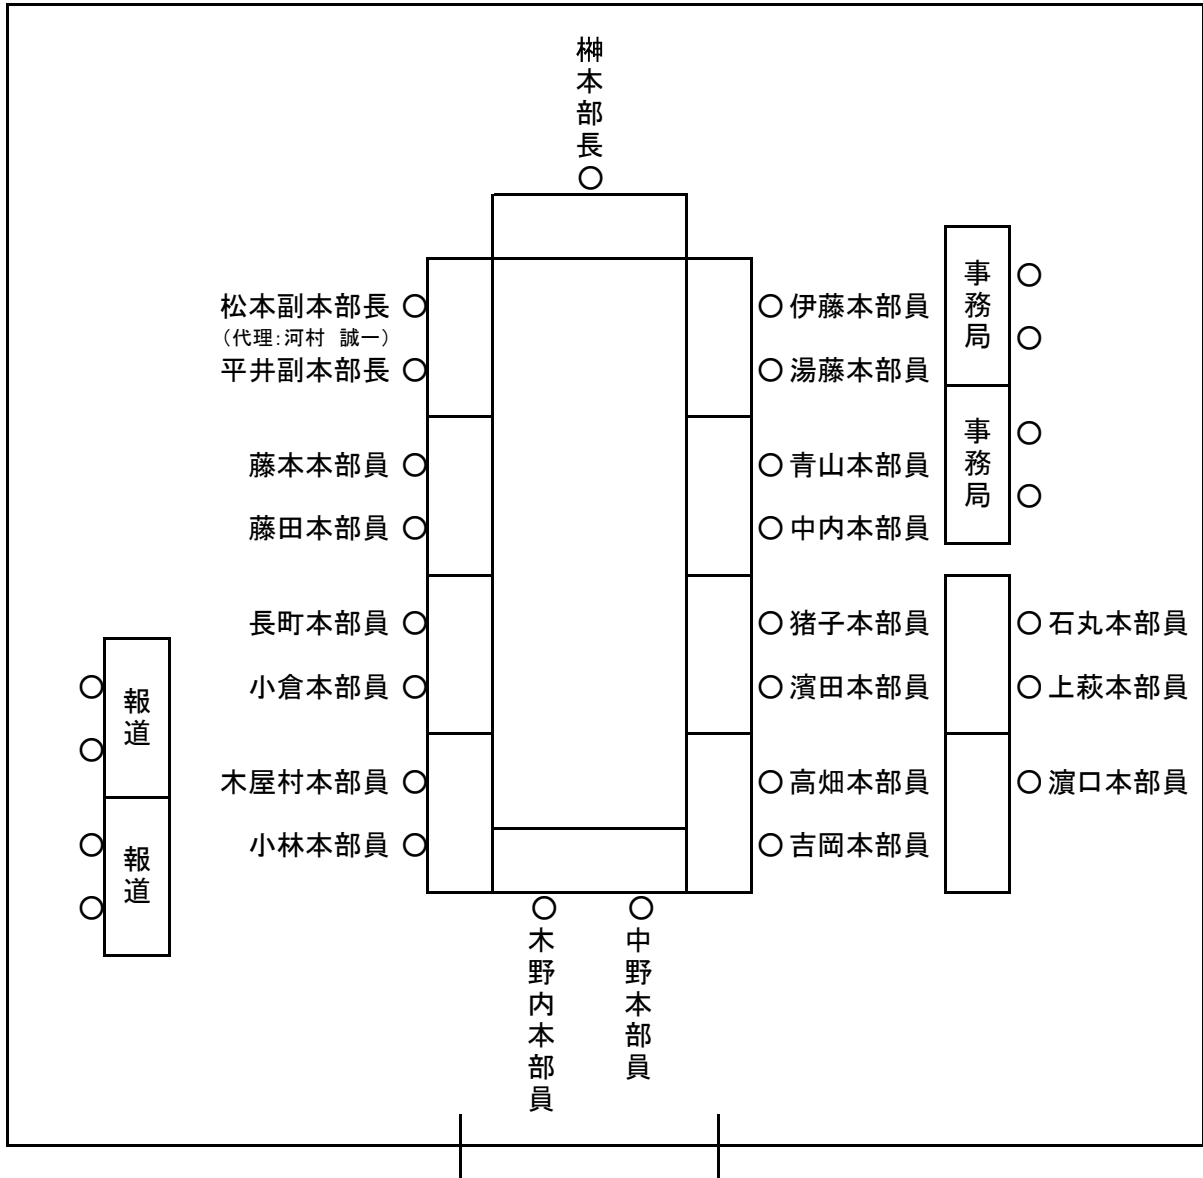 榊本部長
松本副本部長
（代理：河村　誠一）
平井副本部長
藤本本部員
藤田本部員
長町本部員
小倉本部員
木屋村本部員
小林本部員
伊藤本部員
湯藤本部員
青山本部員
中内本部員
猪子本部員
濱田本部員
高畑本部員
吉岡本部員
事務局
事務局
石丸本部員
上萩本部員
濵口本部員
報道
報道
木野内本部員
中野本部員